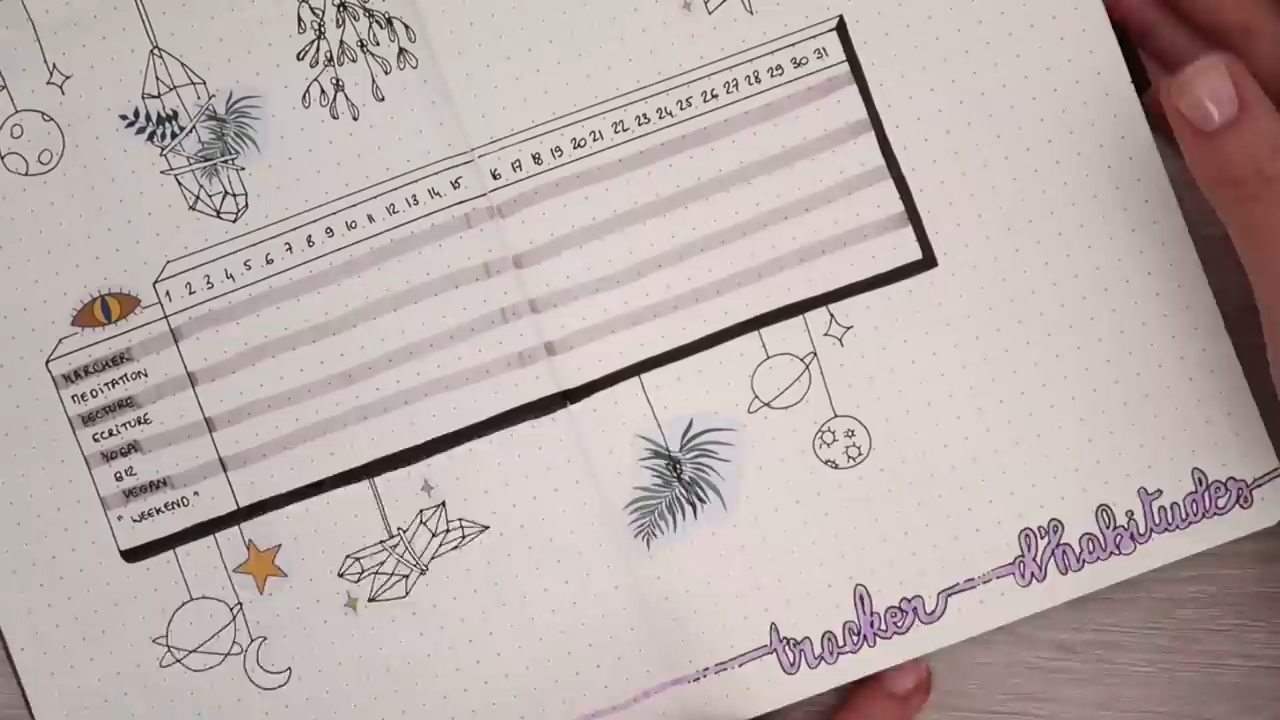 1 2 3 4 5 6 7 8 9 10 11 12 13 14 15 16 17 18 19 20 21 22 23 24 25 26 27 28 29 30 31
MARCHER
MEDITATION
LECTURE
ECRITURE
YOGA
B12
VEGAN
" WEEKEND "
tracker d'habitudes